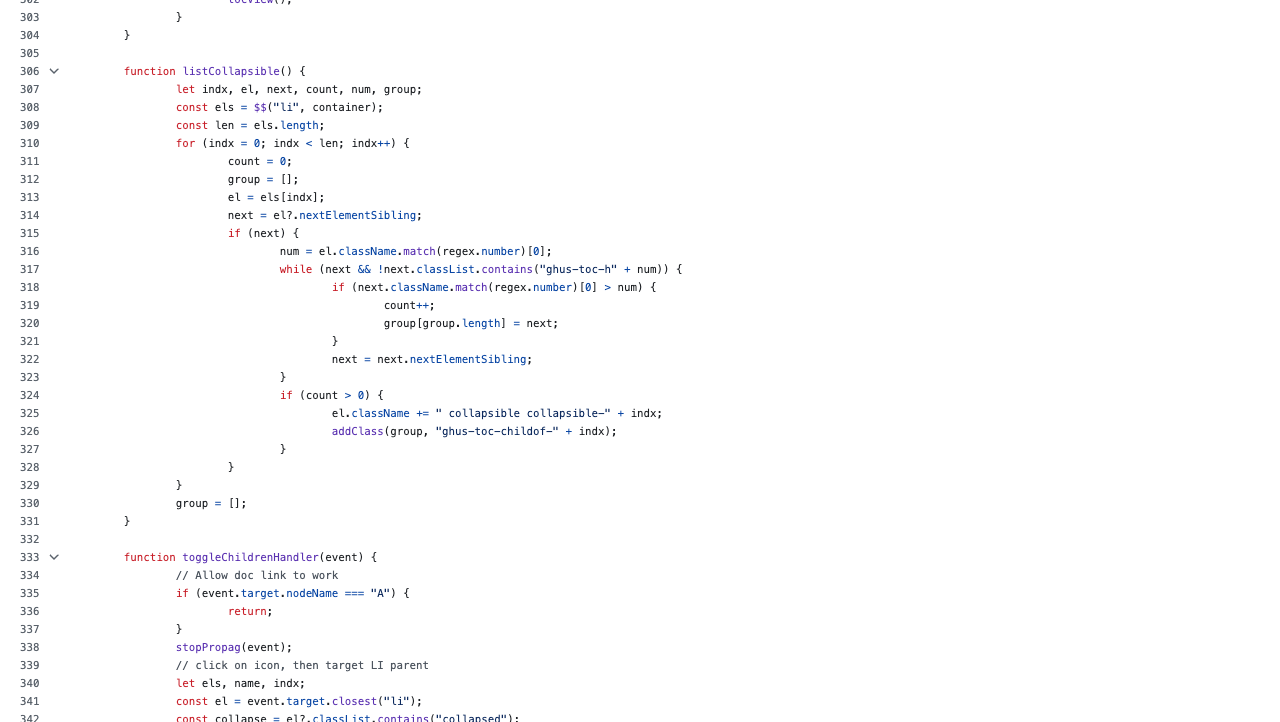 302 tocView();
303 }
304 }
305
306 function listCollapsible() {
307 let indx, el, next, count, num, group;
308 const els = $$("li", container);
309 const len = els.length;
310 for (indx = 0; indx < len; indx++) {
311 count = 0;
312 group = [];
313 el = els[indx];
314 next = el?.nextElementSibling;
315 if (next) {
316 num = el.className.match(regex.number)[0];
317 while (next && !next.classList.contains("ghus-toc-h" + num)) {
318 if (next.className.match(regex.number)[0] > num) {
319 count++;
320 group[group.length] = next;
321 }
322 next = next.nextElementSibling;
323 }
324 if (count > 0) {
325 el.className += " collapsible collapsible-" + indx;
326 addClass(group, "ghus-toc-childof-" + indx);
327 }
328 }
329 }
330 group = [];
331 }
332
333 function toggleChildrenHandler(event) {
334 // Allow doc link to work
335 if (event.target.nodeName === "A") {
336 return;
337 }
338 stopPropag(event);
339 // click on icon, then target LI parent
340 let els, name, indx;
341 const el = event.target.closest("li");
342 const collapse = el?.classList.contains("collapsed");